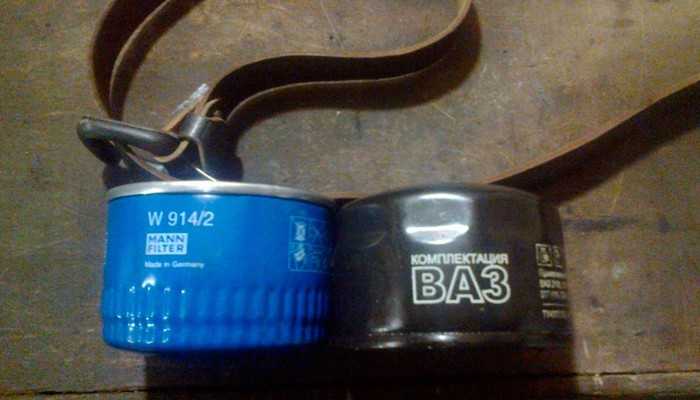 W 914/2
MANN
FILTER
Made in Germany
КОМПЛЕКТАЦИЯ
ВАЗ